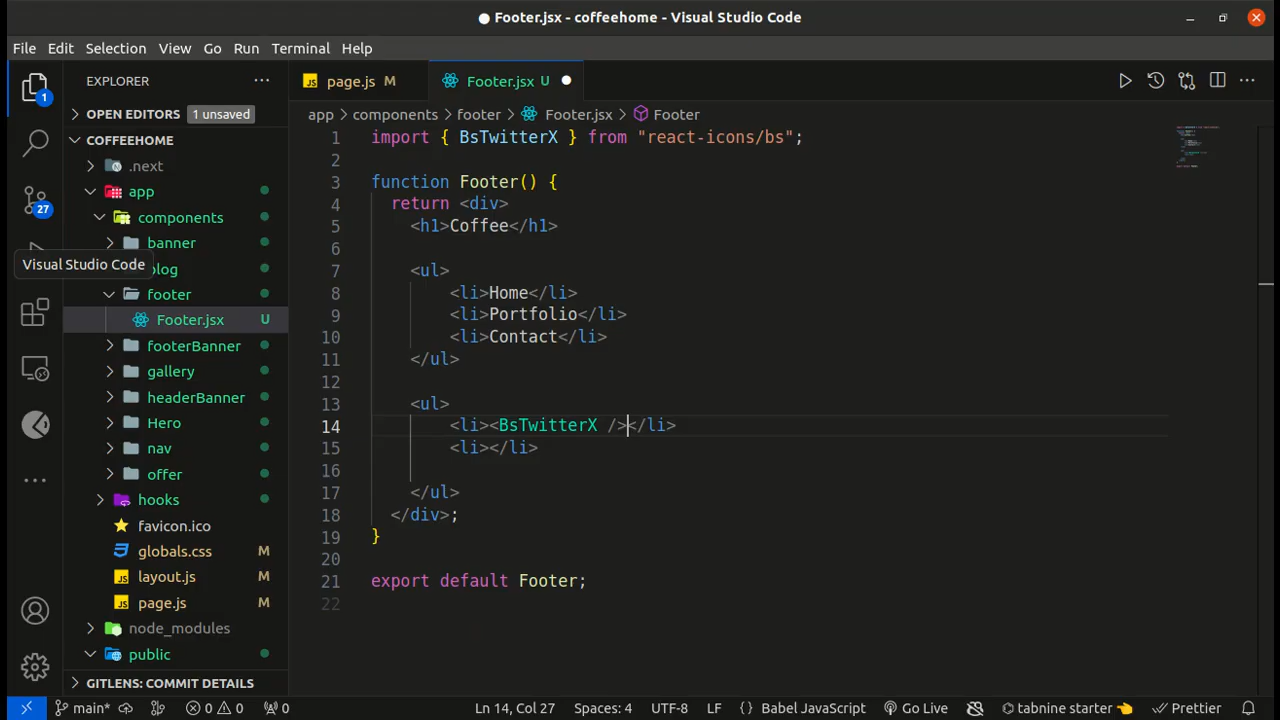 Footer.jsx - coffeehome - Visual Studio Code
File Edit Selection View Go Run Terminal Help
EXPLORER
page.js M
Footer.jsx U
1
OPEN EDITORS 1 unsaved
app > components > footer > Footer.jsx > Footer
COFFEEHOME
.next
app
components
banner
27
Visual Studio Code
blog
footer
Footer.jsx U
footerBanner
gallery
headerBanner
Hero
nav
offer
hooks
favicon.ico
globals.css M
layout.js M
page.js M
node_modules
public
GITLENS: COMMIT DETAILS
1 import { BsTwitterX } from "react-icons/bs";
2
3 function Footer() {
4 return <div>
5 <h1>Coffee</h1>
6
7 <ul>
8 <li>Home</li>
9 <li>Portfolio</li>
10 <li>Contact</li>
11 </ul>
12
13 <ul>
14 <li><BsTwitterX /></li>
15 <li></li>
16
17 </ul>
18 </div>;
19 }
20
21 export default Footer;
22
main* 0 0 0 Ln 14, Col 27 Spaces: 4 UTF-8 LF {} Babel JavaScript Go Live tabnine starter 👈 Prettier